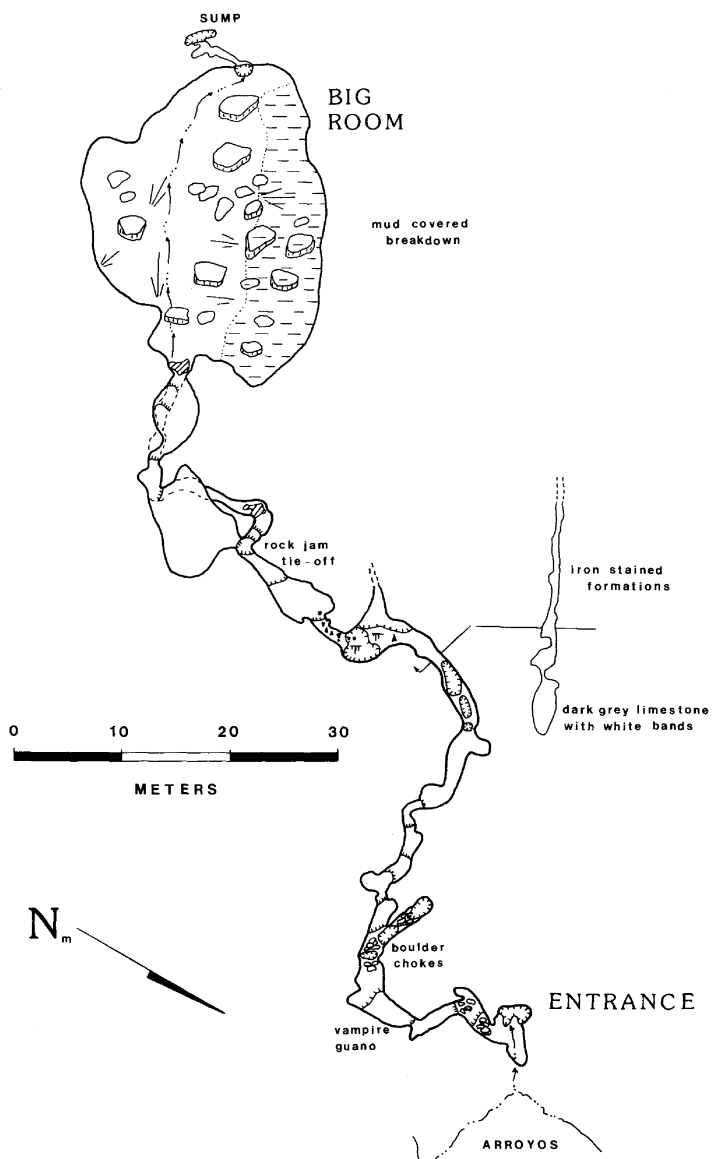 SUMP
BIG
ROOM
mud covered
breakdown
rock jam
tie-off
iron stained
formations
dark grey limestone
with white bands
0 10 20 30
METERS
Nm
boulder
chokes
ENTRANCE
vampire
guano
ARROYOS